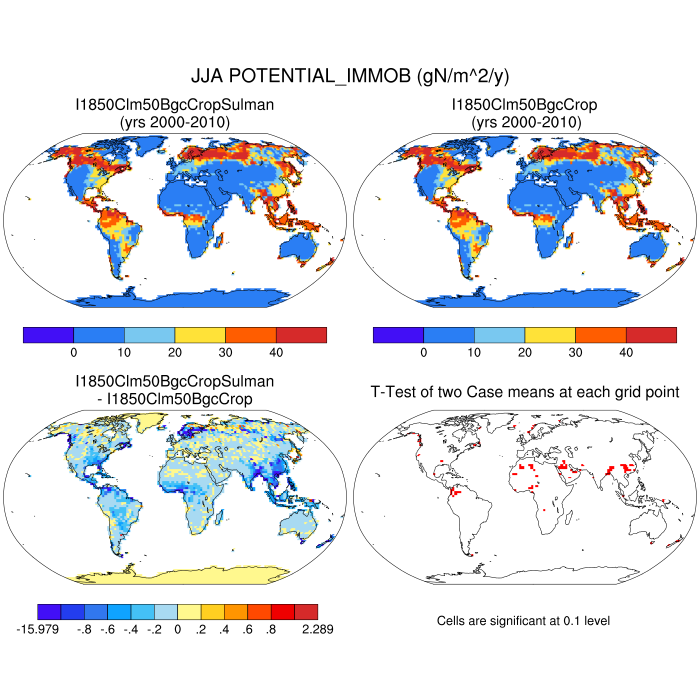 JJA POTENTIAL_IMMOB (gN/m^2/y)
I1850Clm50BgcCropSulman
(yrs 2000-2010)
I1850Clm50BgcCrop
(yrs 2000-2010)
0 10 20 30 40
0 10 20 30 40
I1850Clm50BgcCropSulman
- I1850Clm50BgcCrop
T-Test of two Case means at each grid point
-15.979 -.8 -.6 -.4 -.2 0 .2 .4 .6 .8 2.289
Cells are significant at 0.1 level